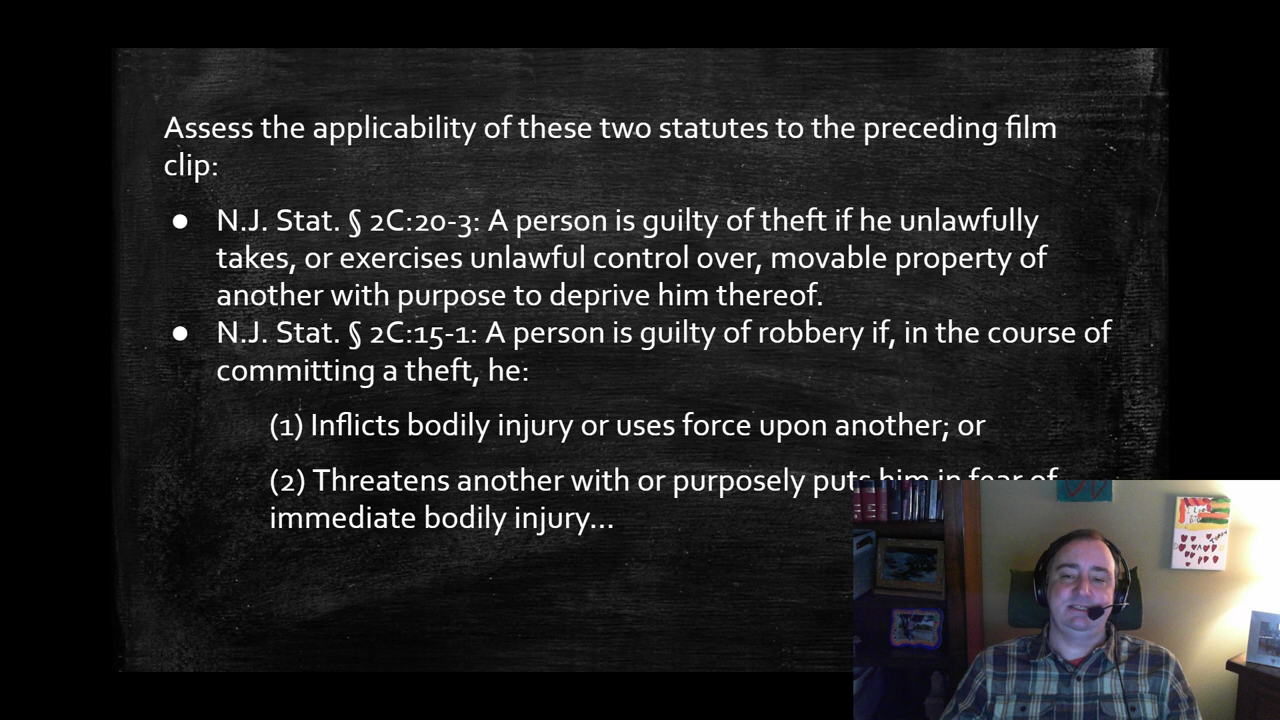 Assess the applicability of these two statutes to the preceding film
clip:
● N.J. Stat. § 2C:20-3: A person is guilty of theft if he unlawfully
takes, or exercises unlawful control over, movable property of
another with purpose to deprive him thereof.
● N.J. Stat. § 2C:15-1: A person is guilty of robbery if, in the course of
committing a theft, he:
(1) Inflicts bodily injury or uses force upon another; or
(2) Threatens another with or purposely puts him in fear of
immediate bodily injury...